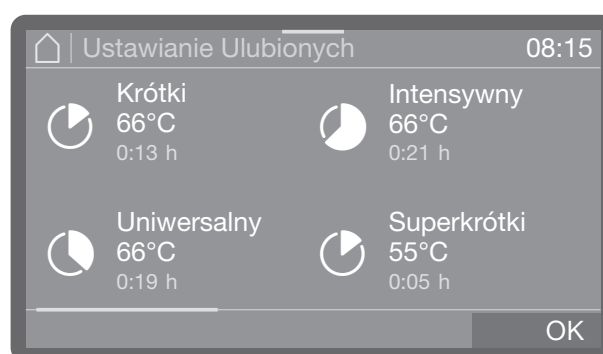 Ustawianie Ulubionych 08:15
Krótki
66°C
0:13 h
Intensywny
66°C
0:21 h
Uniwersalny
66°C
0:19 h
Superkrótki
55°C
0:05 h
OK